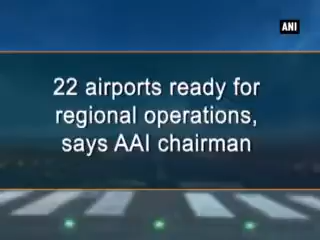 ANI
22 airports ready for
regional operations,
says AAI chairman